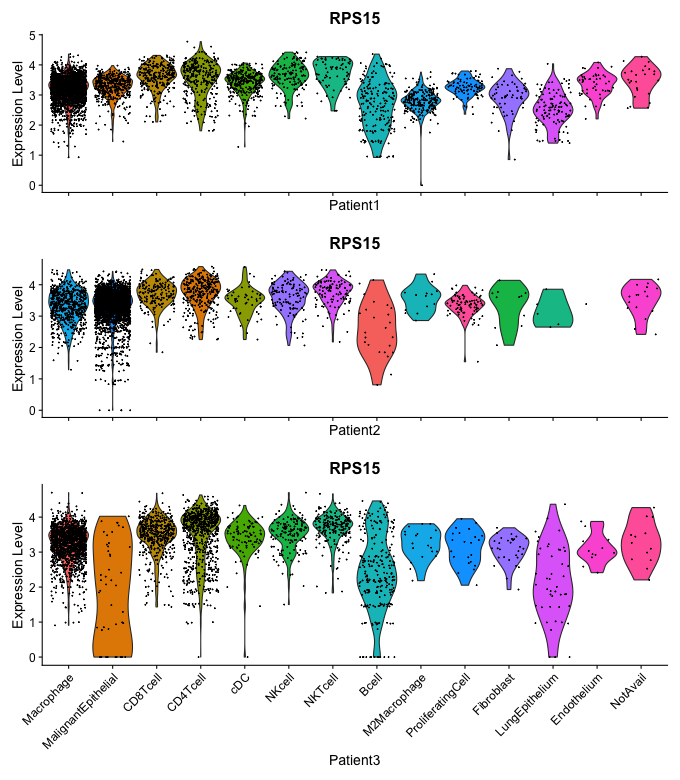 RPS15
Expression Level
5
4
3
2
1
0
Patient1
RPS15
Expression Level
4
3
2
1
0
Patient2
RPS15
Expression Level
4
3
2
1
0
Macrophage
MalignantEpithelial
CD8Tcell
CD4Tcell
cDC
NKcell
NKTcell
Bcell
M2Macrophage
ProliferatingCell
Fibroblast
LungEpithelium
Endothelium
NotAvail
Patient3